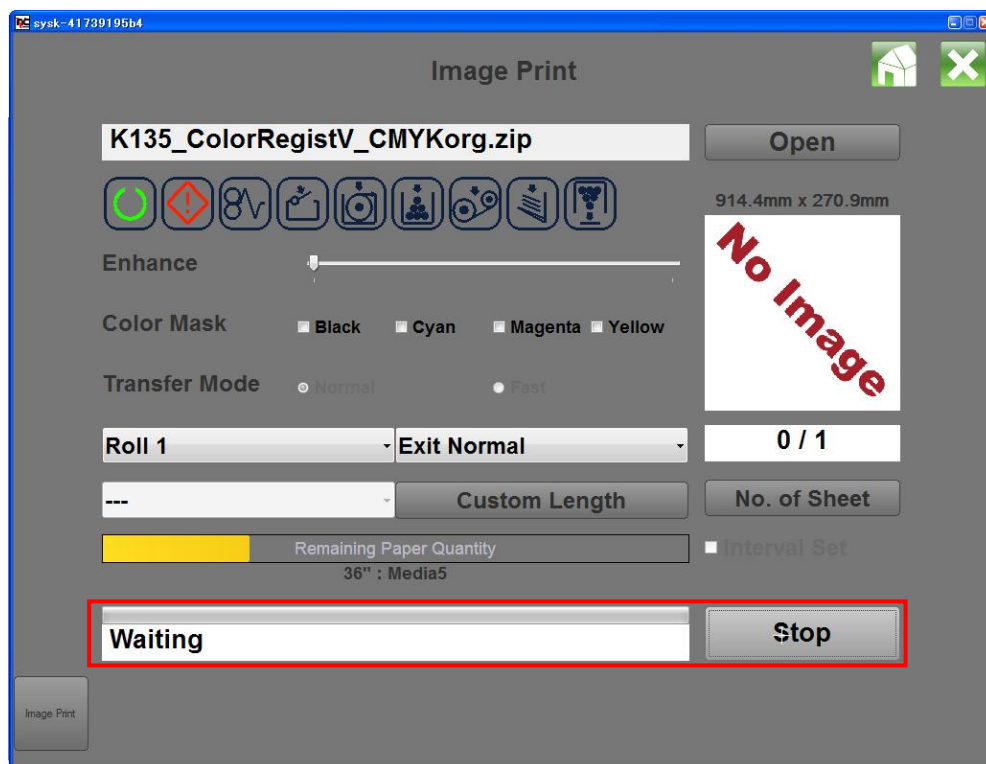 sysk-41739195b4
Image Print
K135_ColorRegistV_CMYKorg.zip
Open
914.4mm x 270.9mm
No Image
Enhance
Color Mask
Black
Cyan
Magenta
Yellow
Transfer Mode
Normal
Fast
Roll 1
Exit Normal
0 / 1
---
Custom Length
No. of Sheet
Remaining Paper Quantity
Interval Set
36" : Media5
Waiting
Stop
Image Print